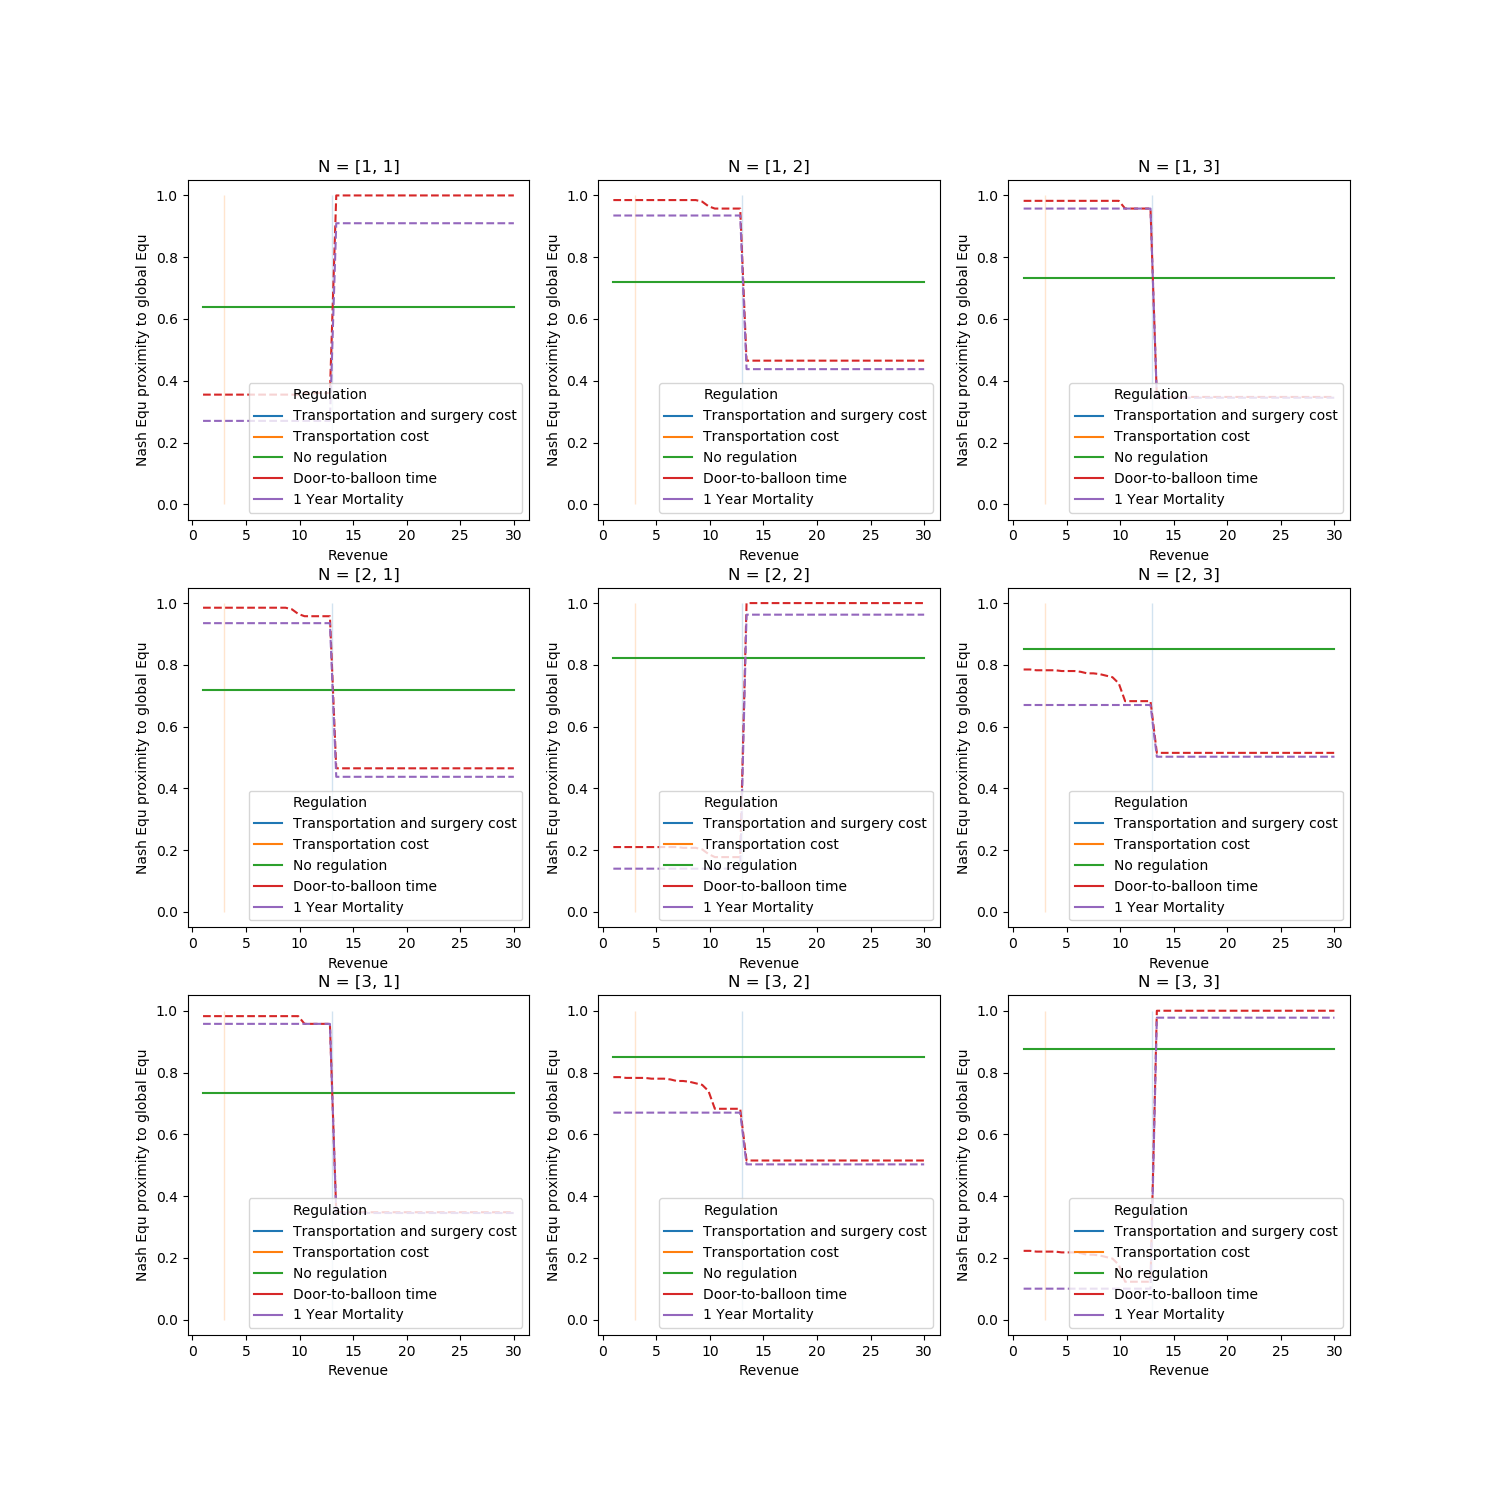 N = [1, 1]
N = [1, 2]
N = [1, 3]
Nash Equ proximity to global Equ
1.0
0.8
0.6
0.4
0.2
0.0
Regulation
Transportation and surgery cost
Transportation cost
No regulation
Door-to-balloon time
1 Year Mortality
0 5 10 15 20 25 30
Revenue
Nash Equ proximity to global Equ
1.0
0.8
0.6
0.4
0.2
0.0
Regulation
Transportation and surgery cost
Transportation cost
No regulation
Door-to-balloon time
1 Year Mortality
0 5 10 15 20 25 30
Revenue
Nash Equ proximity to global Equ
1.0
0.8
0.6
0.4
0.2
0.0
Regulation
Transportation and surgery cost
Transportation cost
No regulation
Door-to-balloon time
1 Year Mortality
0 5 10 15 20 25 30
Revenue
N = [2, 1]
N = [2, 2]
N = [2, 3]
Nash Equ proximity to global Equ
1.0
0.8
0.6
0.4
0.2
0.0
Regulation
Transportation and surgery cost
Transportation cost
No regulation
Door-to-balloon time
1 Year Mortality
0 5 10 15 20 25 30
Revenue
Nash Equ proximity to global Equ
1.0
0.8
0.6
0.4
0.2
0.0
Regulation
Transportation and surgery cost
Transportation cost
No regulation
Door-to-balloon time
1 Year Mortality
0 5 10 15 20 25 30
Revenue
Nash Equ proximity to global Equ
1.0
0.8
0.6
0.4
0.2
0.0
Regulation
Transportation and surgery cost
Transportation cost
No regulation
Door-to-balloon time
1 Year Mortality
0 5 10 15 20 25 30
Revenue
N = [3, 1]
N = [3, 2]
N = [3, 3]
Nash Equ proximity to global Equ
1.0
0.8
0.6
0.4
0.2
0.0
Regulation
Transportation and surgery cost
Transportation cost
No regulation
Door-to-balloon time
1 Year Mortality
0 5 10 15 20 25 30
Revenue
Nash Equ proximity to global Equ
1.0
0.8
0.6
0.4
0.2
0.0
Regulation
Transportation and surgery cost
Transportation cost
No regulation
Door-to-balloon time
1 Year Mortality
0 5 10 15 20 25 30
Revenue
Nash Equ proximity to global Equ
1.0
0.8
0.6
0.4
0.2
0.0
Regulation
Transportation and surgery cost
Transportation cost
No regulation
Door-to-balloon time
1 Year Mortality
0 5 10 15 20 25 30
Revenue